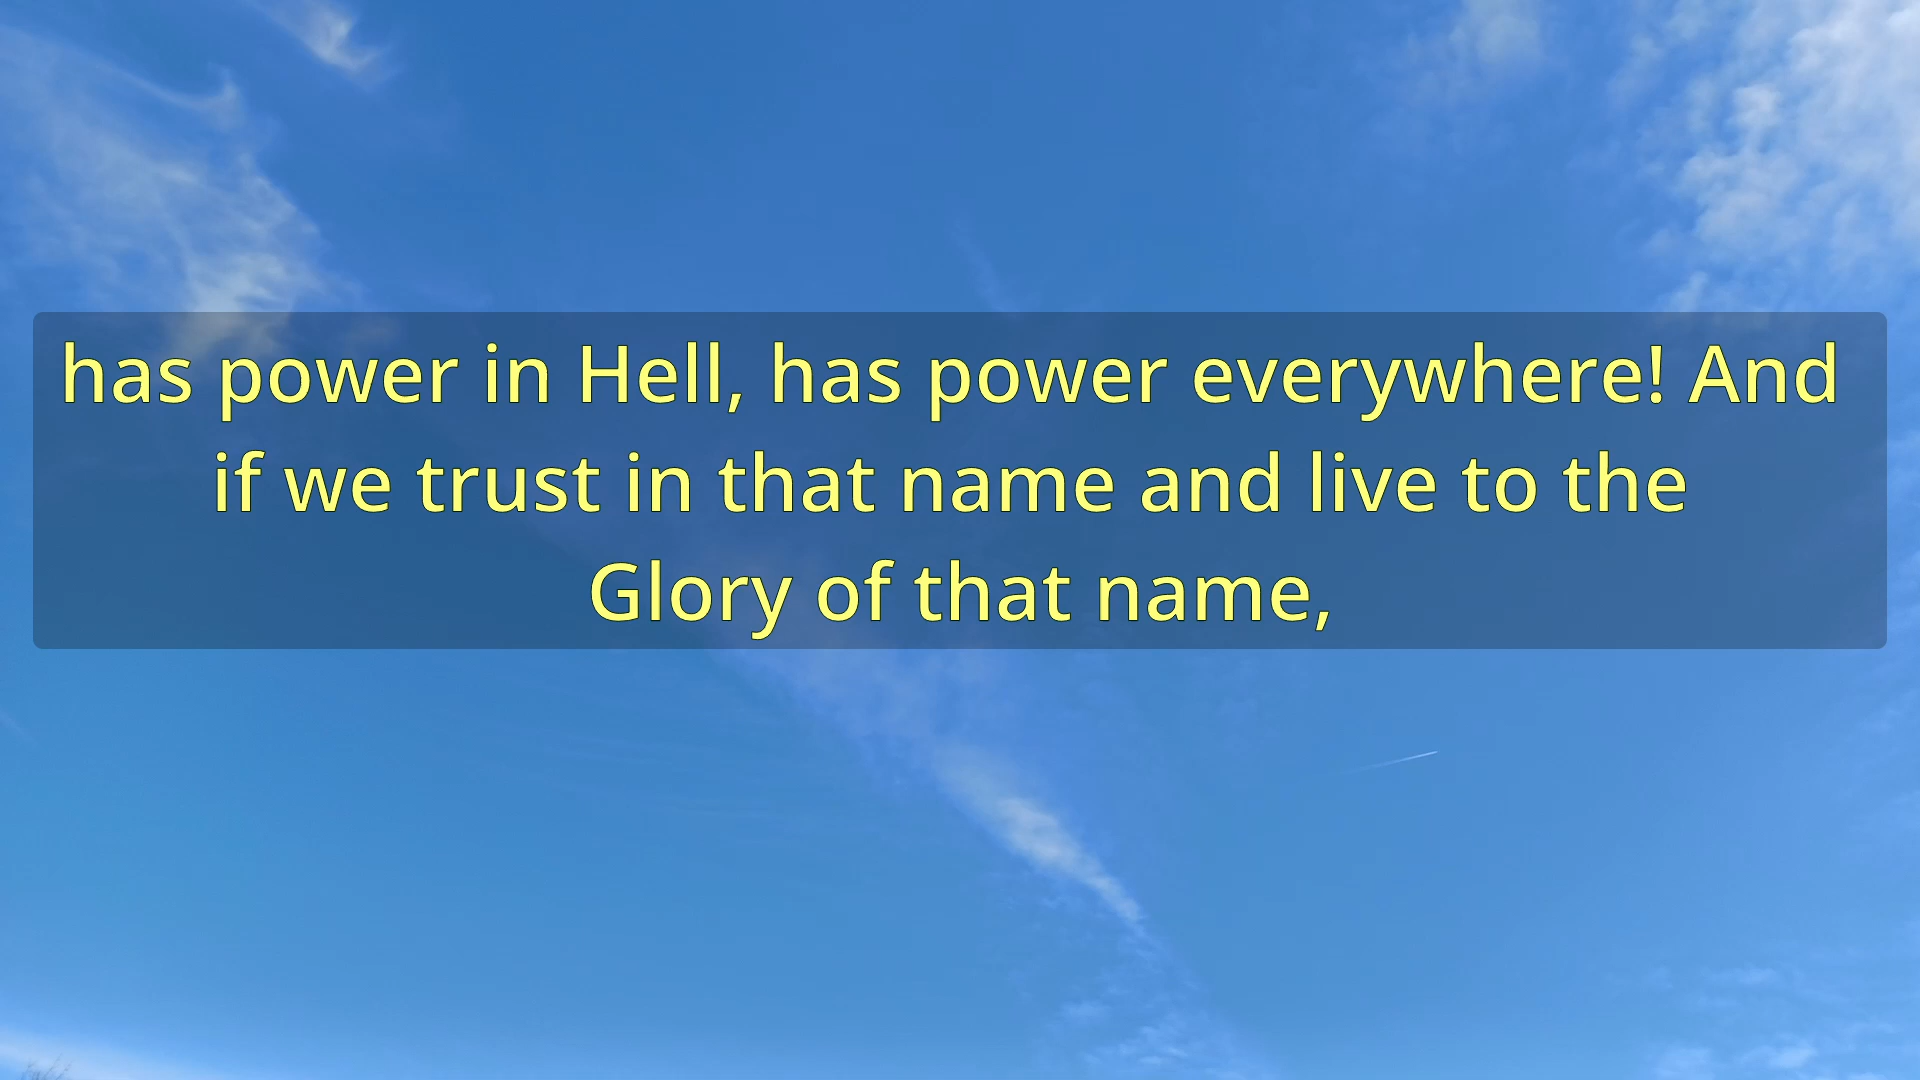 has power in Hell, has power everywhere! And
if we trust in that name and live to the
Glory of that name,